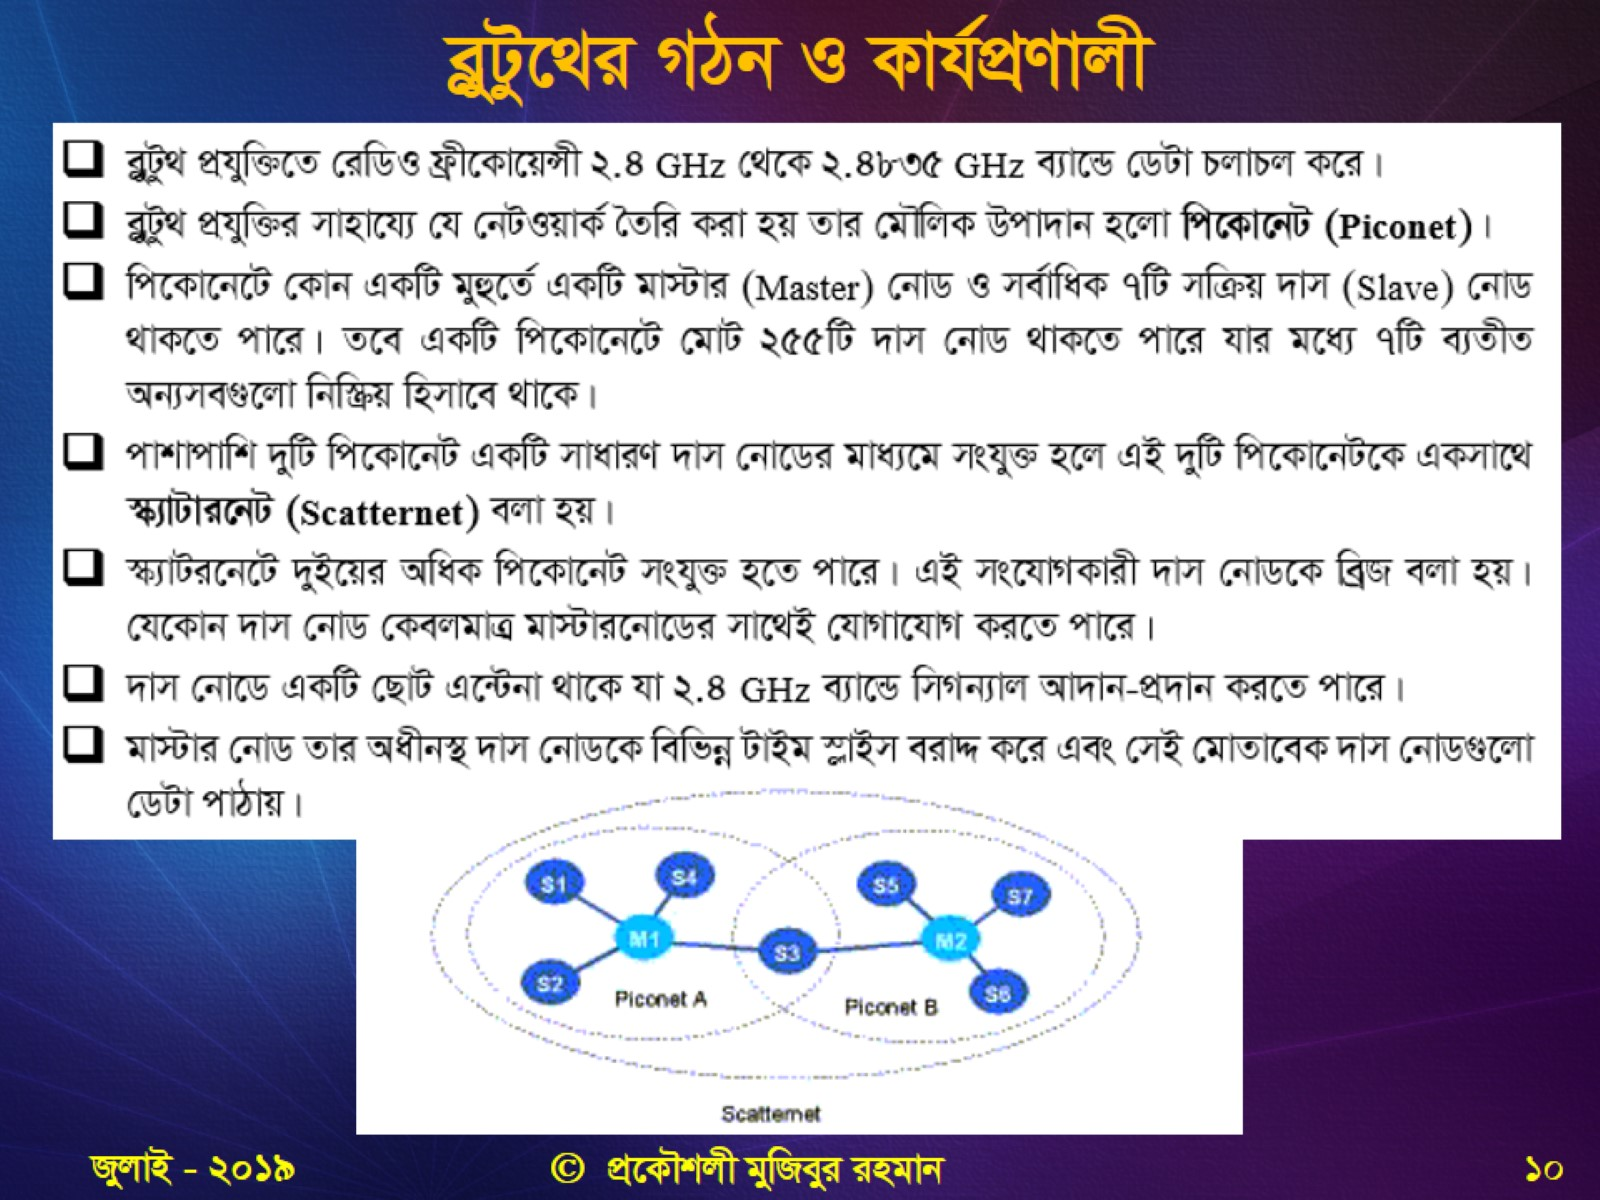 ব্লুটুথের গঠন ও কার্যপ্রণালী
ব্লুটুথ প্রযুক্তিতে রেডিও ফ্রীকোয়েন্সী ২.৪ GHz থেকে ২.৪৮৩৫ GHz ব্যান্ডে ডেটা চলাচল করে।
ব্লুটুথ প্রযুক্তির সাহায্যে যে নেটওয়ার্ক তৈরি করা হয় তার মৌলিক উপাদান হলো পিকোনেট (Piconet)।
পিকোনেটে কোন একটি মুহুর্তে একটি মাস্টার (Master) নোড ও সর্বাধিক ৭টি সক্রিয় দাস (Slave) নোড
থাকতে পারে। তবে একটি পিকোনেটে মোট ২৫৫টি দাস নোড থাকতে পারে যার মধ্যে ৭টি ব্যতীত
অন্যসবগুলো নিস্ক্রিয় হিসাবে থাকে।
পাশাপাশি দুটি পিকোনেট একটি সাধারণ দাস নোডের মাধ্যমে সংযুক্ত হলে এই দুটি পিকোনেটকে একসাথে
স্ক্যাটারনেট (Scatternet) বলা হয়।
স্ক্যাটরনেটে দুইয়ের অধিক পিকোনেট সংযুক্ত হতে পারে। এই সংযোগকারী দাস নোডকে ব্রিজ বলা হয়।
যেকোন দাস নোড কেবলমাত্র মাস্টারনোডের সাথেই যোগাযোগ করতে পারে।
দাস নোডে একটি ছোট এন্টেনা থাকে যা ২.৪ GHz ব্যান্ডে সিগন্যাল আদান-প্রদান করতে পারে।
মাস্টার নোড তার অধীনস্থ দাস নোডকে বিভিন্ন টাইম স্লাইস বরাদ্দ করে এবং সেই মোতাবেক দাস নোডগুলো
ডেটা পাঠায়।
S1 S4 S5 S7
M1 S3 M2
S2 S6
Piconet A Piconet B
Scatternet
জুলাই - ২০১৯ © প্রকৌশলী মুজিবুর রহমান ১০